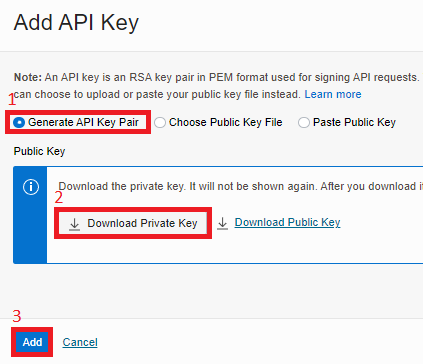 Add API Key
Note: An API key is an RSA key pair in PEM format used for signing API requests.
can choose to upload or paste your public key file instead. Learn more
1
Generate API Key Pair Choose Public Key File Paste Public Key
Public Key
Download the private key. It will not be shown again. After you download it
2
Download Private Key Download Public Key
3
Add Cancel